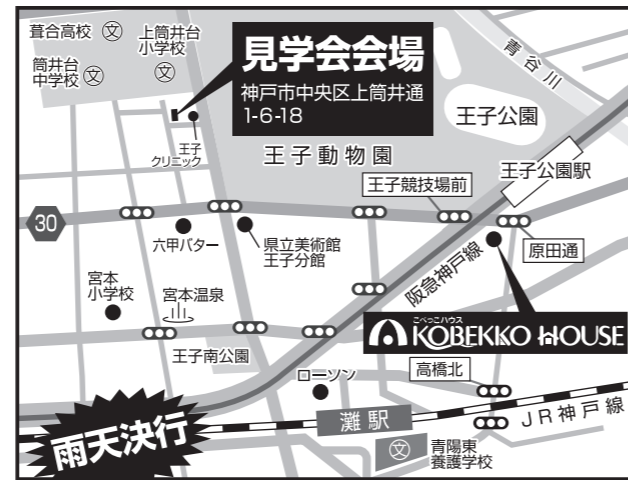 葺合高校
文
上筒井台
小学校
文
筒井台
中学校
文
見学会会場
神戸市中央区上筒井通
1-6-18
青谷川
王子公園
王子
クリニック
王子動物園
王子公園駅
王子競技場前
30
六甲バター
県立美術館
王子分館
原田通
阪急神戸線
宮本
小学校
宮本温泉
こべっこハウス
KOBEKKO HOUSE
王子南公園
ローソン
高橋北
雨天決行
灘駅
JR神戸線
文
青陽東
養護学校